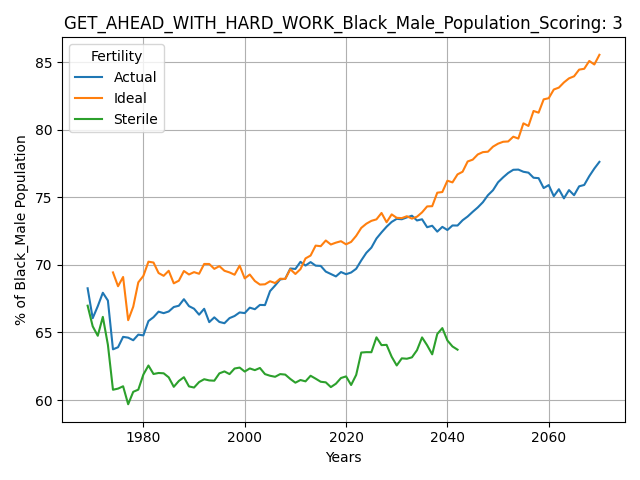 GET_AHEAD_WITH_HARD_WORK_Black_Male_Population_Scoring: 3
Fertility
Actual
Ideal
Sterile
% of Black_Male Population
85
80
75
70
65
60
1980
2000
2020
2040
2060
Years